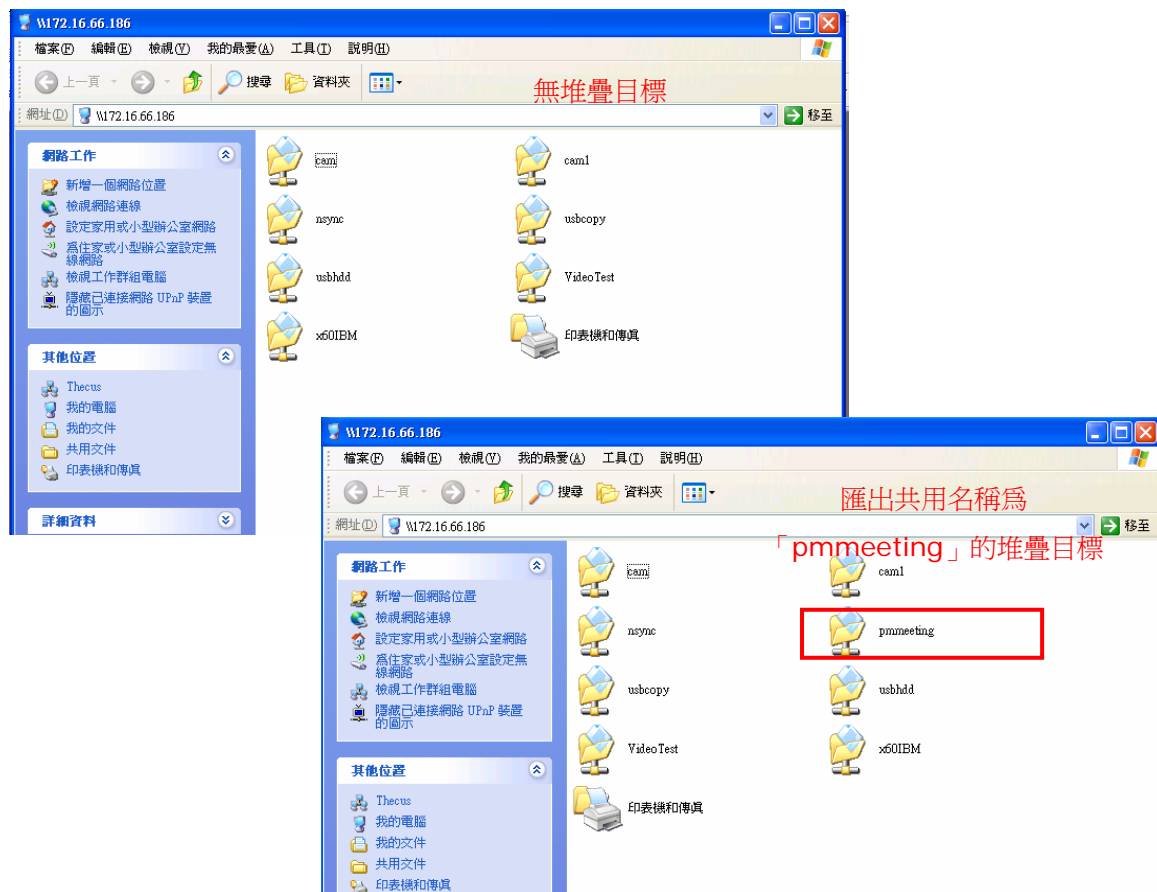 \\172.16.66.186
檔案(F) 編輯(E) 檢視(V) 我的最愛(A) 工具(T) 說明(H)
上一頁 搜尋 資料夾
無堆疊目標
網址(D) \\172.16.66.186 移至
網路工作
新增一個網路位置
檢視網路連線
設定家用或小型辦公室網路
為住家或小型辦公室設定無
線網路
檢視工作群組電腦
隱藏已連接網路 UPnP 裝置
的圖示
其他位置
Thecus
我的電腦
我的文件
共用文件
印表機和傳真
詳細資料
cam cam1
nsync usbcopy
usbhdd VideoTest
x60IBM 印表機和傳真
\\172.16.66.186
檔案(F) 編輯(E) 檢視(V) 我的最愛(A) 工具(T) 說明(H)
上一頁 搜尋 資料夾
匯出共用名稱為
「pmmeeting」的堆疊目標
網址(D) \\172.16.66.186 移至
網路工作
新增一個網路位置
檢視網路連線
設定家用或小型辦公室網路
為住家或小型辦公室設定無
線網路
檢視工作群組電腦
隱藏已連接網路 UPnP 裝置
的圖示
其他位置
Thecus
我的電腦
我的文件
共用文件
印表機和傳真
cam cam1
nsync pmmeeting
usbcopy usbhdd
VideoTest x60IBM
印表機和傳真